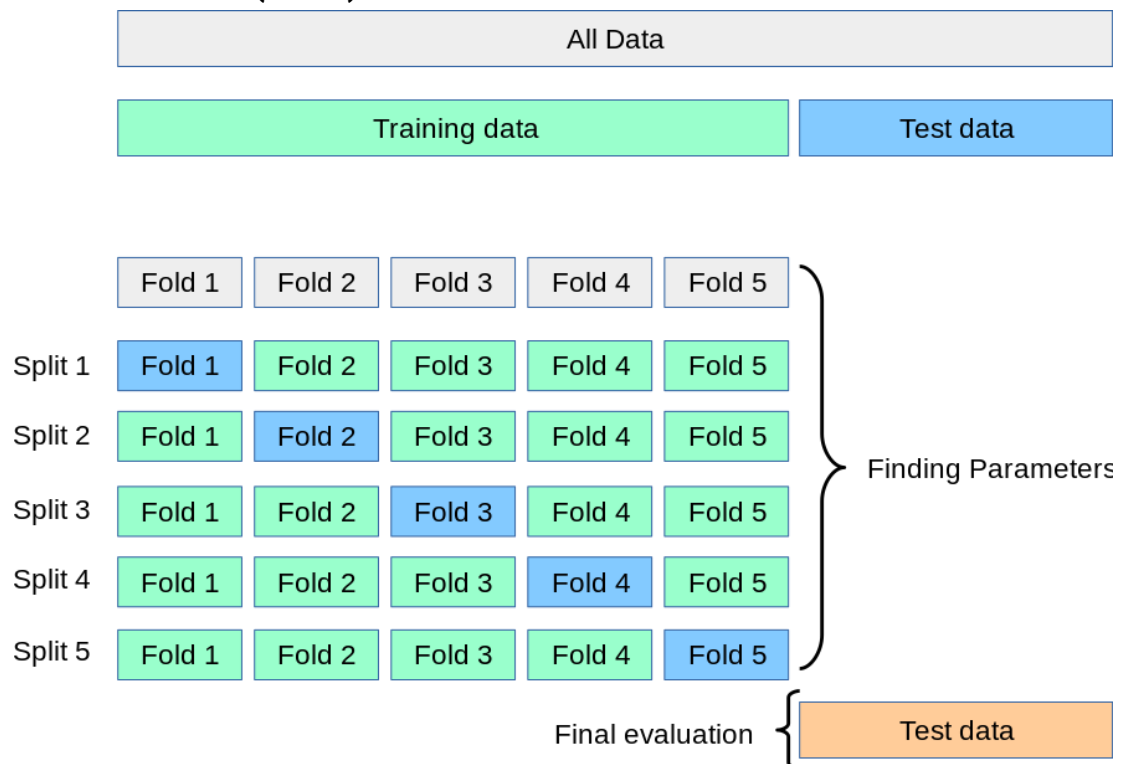 All Data
Training data Test data
Fold 1 Fold 2 Fold 3 Fold 4 Fold 5
Split 1 Fold 1 Fold 2 Fold 3 Fold 4 Fold 5
Split 2 Fold 1 Fold 2 Fold 3 Fold 4 Fold 5
Finding Parameters
Split 3 Fold 1 Fold 2 Fold 3 Fold 4 Fold 5
Split 4 Fold 1 Fold 2 Fold 3 Fold 4 Fold 5
Split 5 Fold 1 Fold 2 Fold 3 Fold 4 Fold 5
Final evaluation Test data